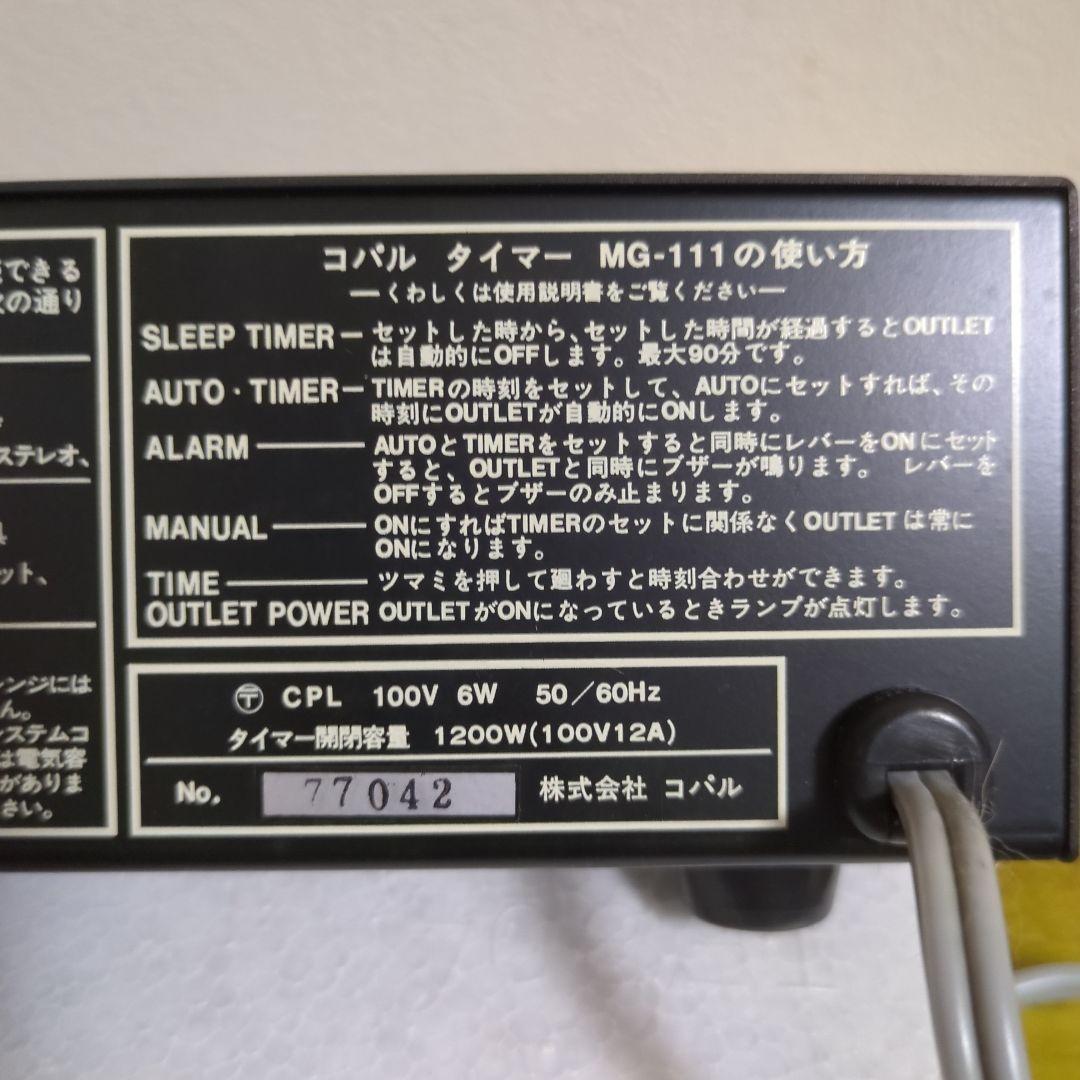 できる
の通り
ステレオ、
ット、
レンジには
ん。
システムコ
は電気客
がありま
さい。
コパル タイマー MG-111の使い方
―くわしくは使用説明書をご覧ください―
SLEEP TIMER― セットした時から、セットした時間が経過するとOUTLET
は自動的にOFFします。最大90分です。
AUTO・TIMER― TIMERの時刻をセットして、AUTOにセットすれば、その
時刻にOUTLETが自動的にONします。
ALARM ― AUTOとTIMERをセットすると同時にレバーをONにセット
すると、OUTLETと同時にブザーが鳴ります。 レバーを
OFFするとブザーのみ止まります。
MANUAL ― ONにすればTIMERのセットに関係なくOUTLETは常に
ONになります。
TIME ― ツマミを押して廻わすと時刻合わせができます。
OUTLET POWER OUTLETがONになっているときランプが点灯します。
〶 CPL 100V 6W 50/60Hz
タイマー開閉容量 1200W(100V12A)
No. 77042 株式会社 コパル